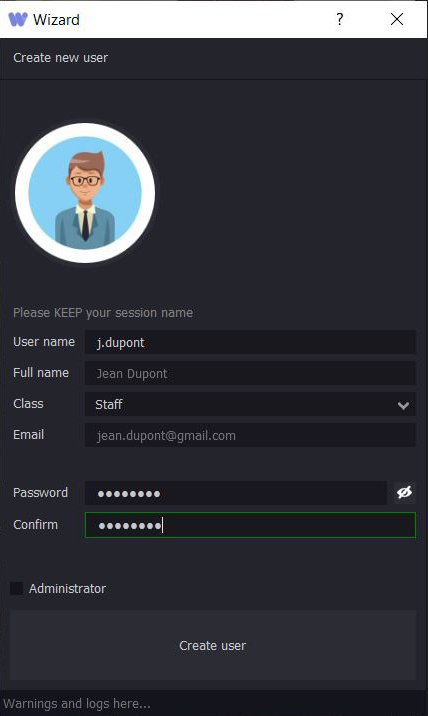 Wizard ? ×
Create new user
Please KEEP your session name
User name j.dupont
Full name Jean Dupont
Class Staff
Email jean.dupont@gmail.com
Password ●●●●●●●●
Confirm ●●●●●●●●
Administrator
Create user
Warnings and logs here...